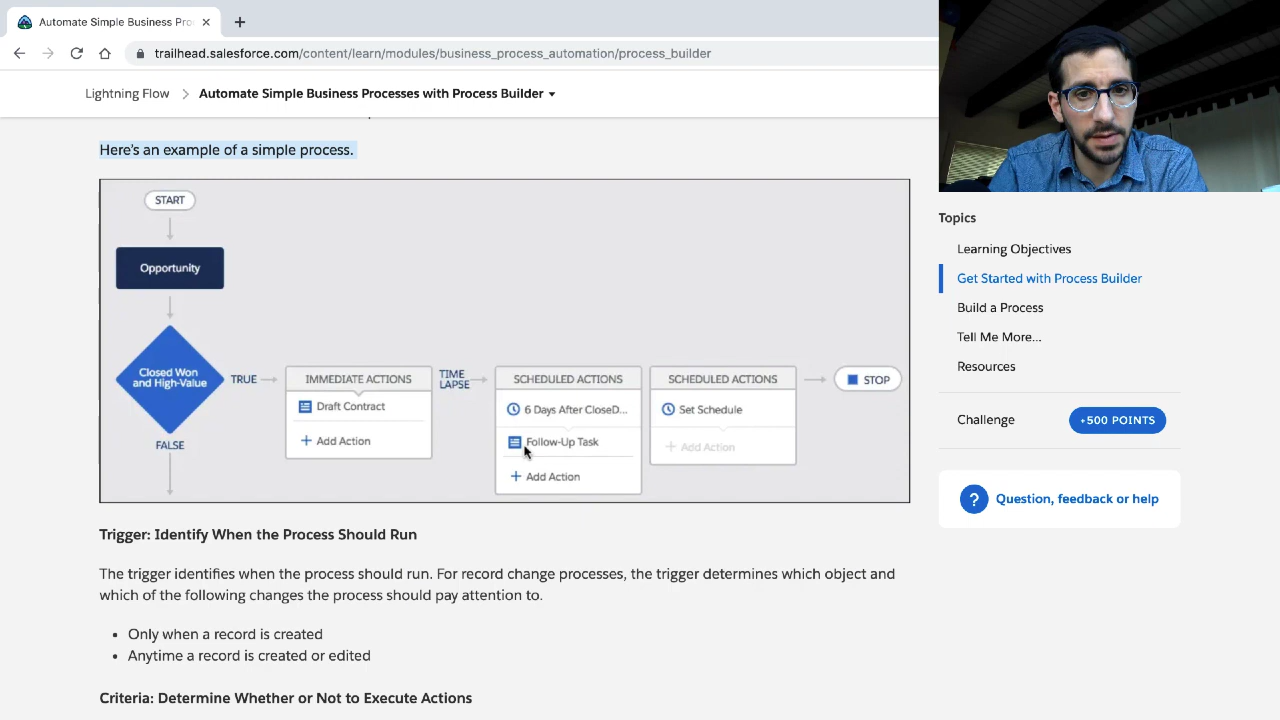 Automate Simple Business Pro
trailhead.salesforce.com/content/learn/modules/business_process_automation/process_builder
Lightning Flow > Automate Simple Business Processes with Process Builder
Here's an example of a simple process.
START
Opportunity
Closed Won
and High-Value
TRUE
FALSE
IMMEDIATE ACTIONS
Draft Contract
+ Add Action
TIME
LAPSE
SCHEDULED ACTIONS
6 Days After CloseD...
Follow-Up Task
+ Add Action
SCHEDULED ACTIONS
Set Schedule
+ Add Action
STOP
Trigger: Identify When the Process Should Run
The trigger identifies when the process should run. For record change processes, the trigger determines which object and
which of the following changes the process should pay attention to.
• Only when a record is created
• Anytime a record is created or edited
Criteria: Determine Whether or Not to Execute Actions
Topics
Learning Objectives
Get Started with Process Builder
Build a Process
Tell Me More...
Resources
Challenge
+500 POINTS
? Question, feedback or help